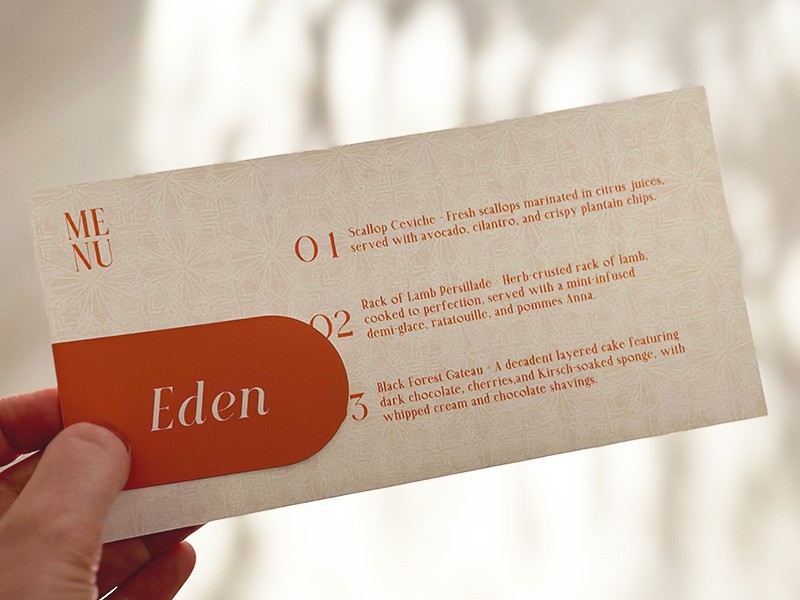 ME
NU
01
Scallop Ceviche - Fresh scallops marinated in citrus juices,
served with avocado, cilantro, and crispy plantain chips.
02
Rack of Lamb Persillade - Herb-crusted rack of lamb,
cooked to perfection, served with a mint-infused
demi-glace, ratatouille, and pommes Anna.
3
Black Forest Gateau - A decadent layered cake featuring
dark chocolate, cherries,and Kirsch-soaked sponge, with
whipped cream and chocolate shavings.
Eden